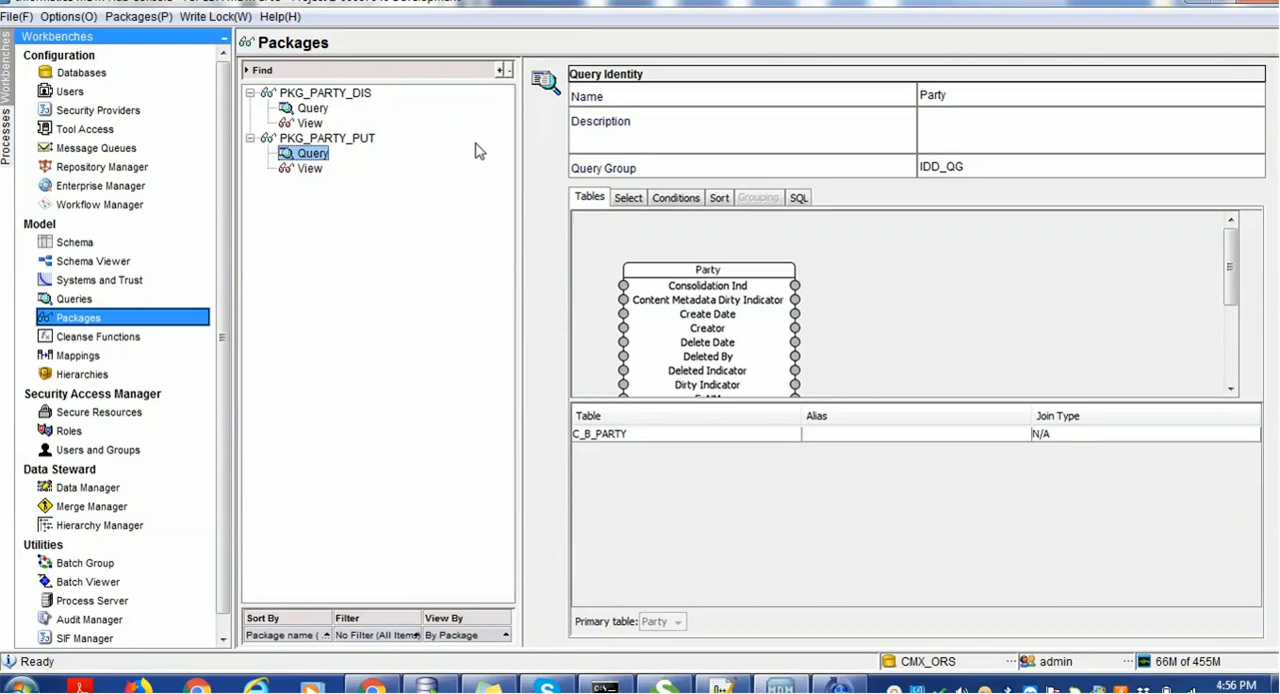 File(F) Options(O) Packages(P) Write Lock(W) Help(H)
Workbenches
Processes
Workbenches
Configuration
Databases
Users
Security Providers
Tool Access
Message Queues
Repository Manager
Enterprise Manager
Workflow Manager
Model
Schema
Schema Viewer
Systems and Trust
Queries
Packages
Cleanse Functions
Mappings
Hierarchies
Security Access Manager
Secure Resources
Roles
Users and Groups
Data Steward
Data Manager
Merge Manager
Hierarchy Manager
Utilities
Batch Group
Batch Viewer
Process Server
Audit Manager
SIF Manager
Packages
Find
PKG_PARTY_DIS
Query
View
PKG_PARTY_PUT
Query
View
Sort By Filter View By
Package name ( No Filter (All Items) By Package
Query Identity
Name Party
Description
Query Group IDD_QG
Tables Select Conditions Sort Grouping SQL
Party
Consolidation Ind
Content Metadata Dirty Indicator
Create Date
Creator
Delete Date
Deleted By
Deleted Indicator
Dirty Indicator
Table Alias Join Type
C_B_PARTY N/A
Primary table: Party
Ready CMX_ORS admin 66M of 455M
4:56 PM